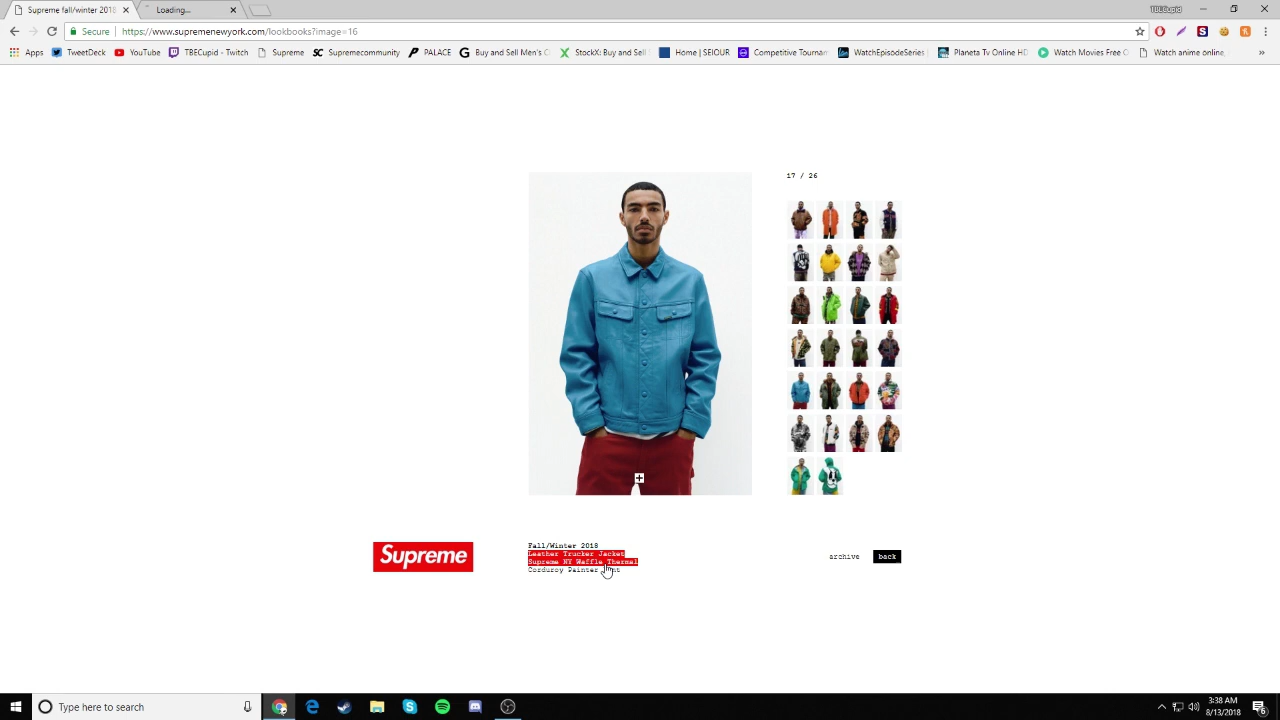 Supreme fall/winter 2018
Loading...
Secure
https://www.supremenewyork.com/lookbooks?image=16
Apps
TweetDeck
YouTube
TBECupid - Twitch
Supreme
Supremecommunity
PALACE
Buy and Sell Men's C
StockX: Buy and Sell
Home | SEIOUR
Competitive Tournam
WatchEpisodeSeries
Planeta Tv Online HD
Watch Movies Free O
Watch anime online,
17 / 26
Supreme
Fall/Winter 2018
Leather Trucker Jacket
Supreme NY Waffle Thermal
Corduroy Painter
archive
back
Type here to search
3:38 AM
8/13/2018